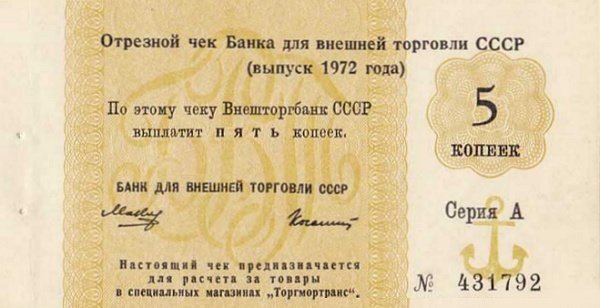 Отрезной чек Банка для внешней торговли СССР
(выпуск 1972 года)
По этому чеку Внешторгбанк СССР
выплатит пять копеек.
5
КОПЕЕК
БАНК ДЛЯ ВНЕШНЕЙ ТОРГОВЛИ СССР
Серия А
Настоящий чек предназначается
для расчета за товары
в специальных магазинах „Торгмортранс“.
№ 431792